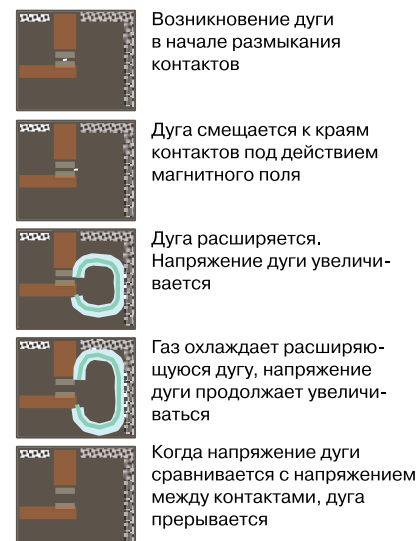 Возникновение дуги
в начале размыкания
контактов
Дуга смещается к краям
контактов под действием
магнитного поля
Дуга расширяется.
Напряжение дуги увеличи-
вается
Газ охлаждает расширяю-
щуюся дугу, напряжение
дуги продолжает увеличи-
ваться
Когда напряжение дуги
сравнивается с напряжением
между контактами, дуга
прерывается